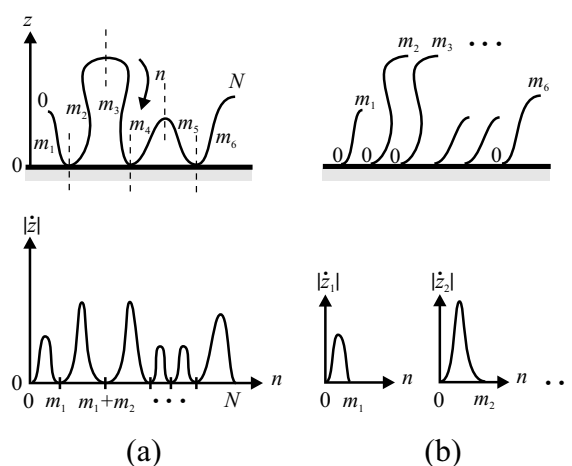 z
0
m₁
m₂
m₃
n
m₄
m₅
N
m₆
0
m₁
m₂
m₃
• • •
m₆
0
0
0
0
|ż|
0
0
m₁
m₁+m₂
• • •
N
n
|ż₁|
0
m₁
n
|ż₂|
0
m₂
n
• •
(a)
(b)